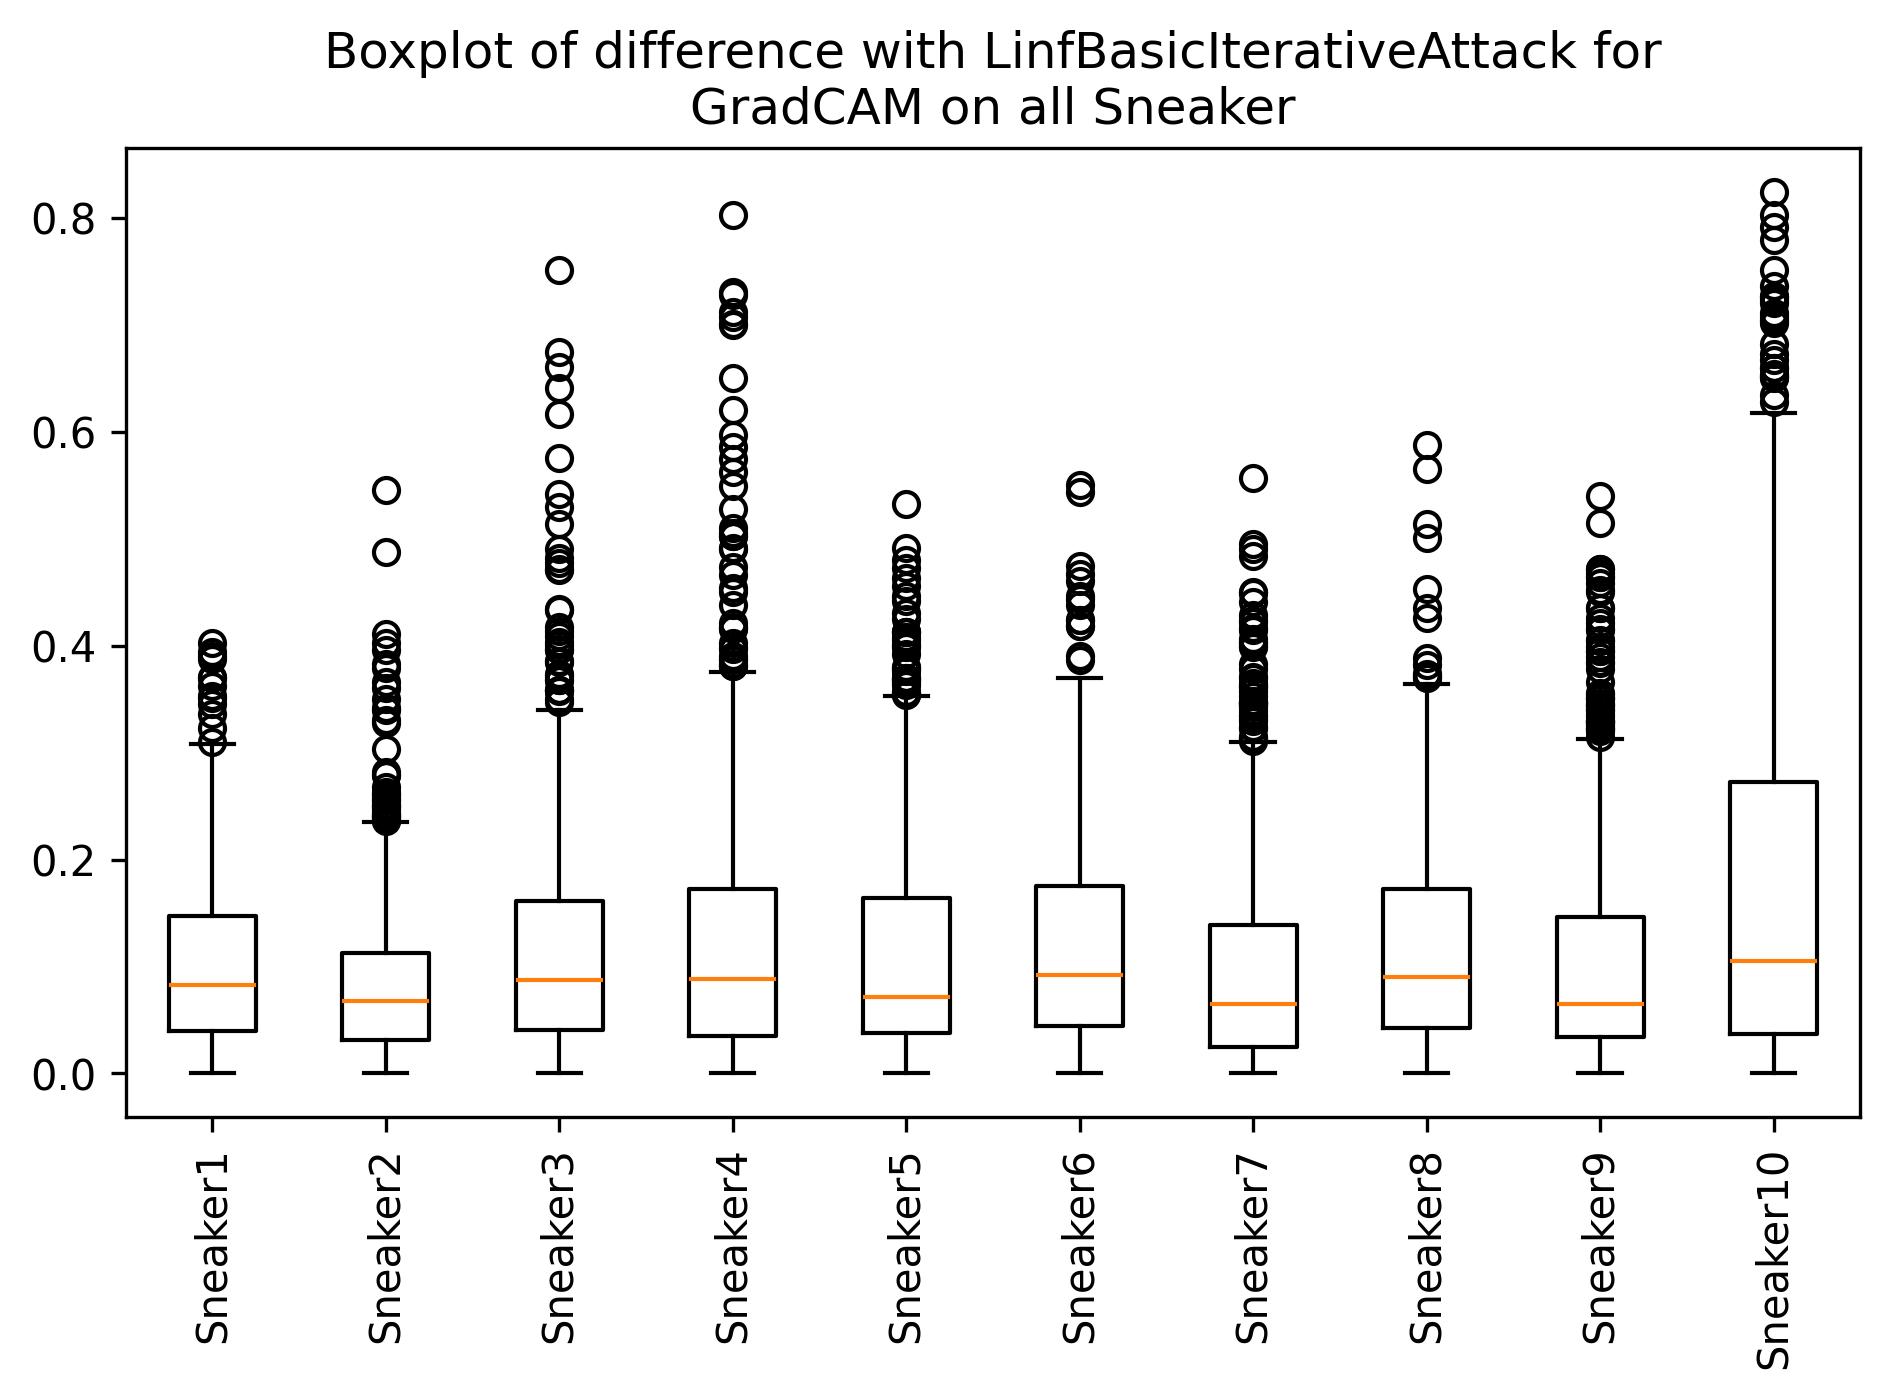 Boxplot of difference with LinfBasicIterativeAttack for
GradCAM on all Sneaker
0.8
0.6
0.4
0.2
0.0
Sneaker1
Sneaker2
Sneaker3
Sneaker4
Sneaker5
Sneaker6
Sneaker7
Sneaker8
Sneaker9
Sneaker10